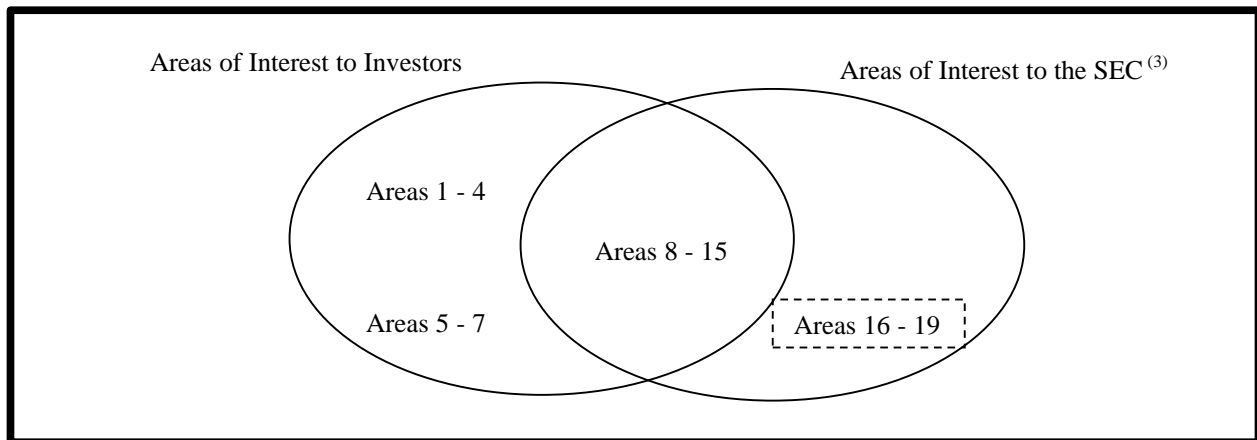 Areas of Interest to Investors
Areas of Interest to the SEC (3)
Areas 1 - 4
Areas 8 - 15
Areas 5 - 7
Areas 16 - 19